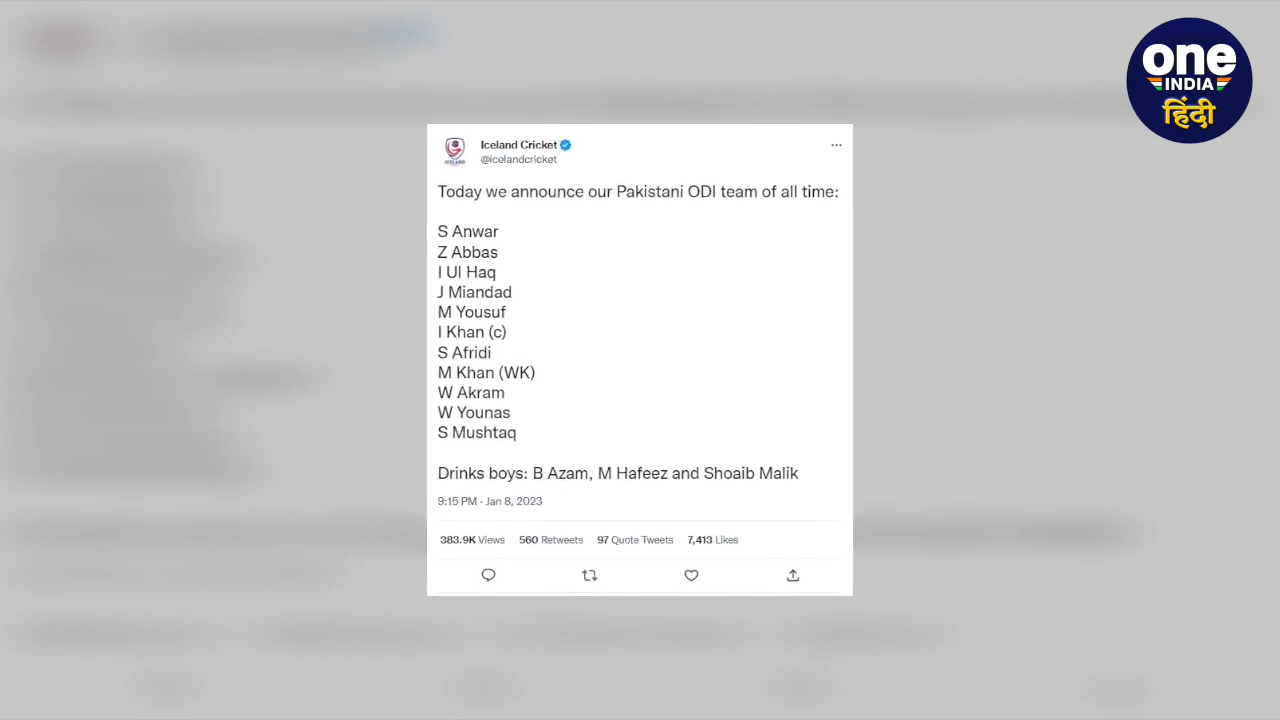 one
INDIA
हिंदी
Iceland Cricket
@icelandcricket
Today we announce our Pakistani ODI team of all time:
S Anwar
Z Abbas
I Ul Haq
J Miandad
M Yousuf
I Khan (c)
S Afridi
M Khan (WK)
W Akram
W Younas
S Mushtaq
Drinks boys: B Azam, M Hafeez and Shoaib Malik
9:15 PM · Jan 8, 2023
383.9K Views 560 Retweets 97 Quote Tweets 7,413 Likes